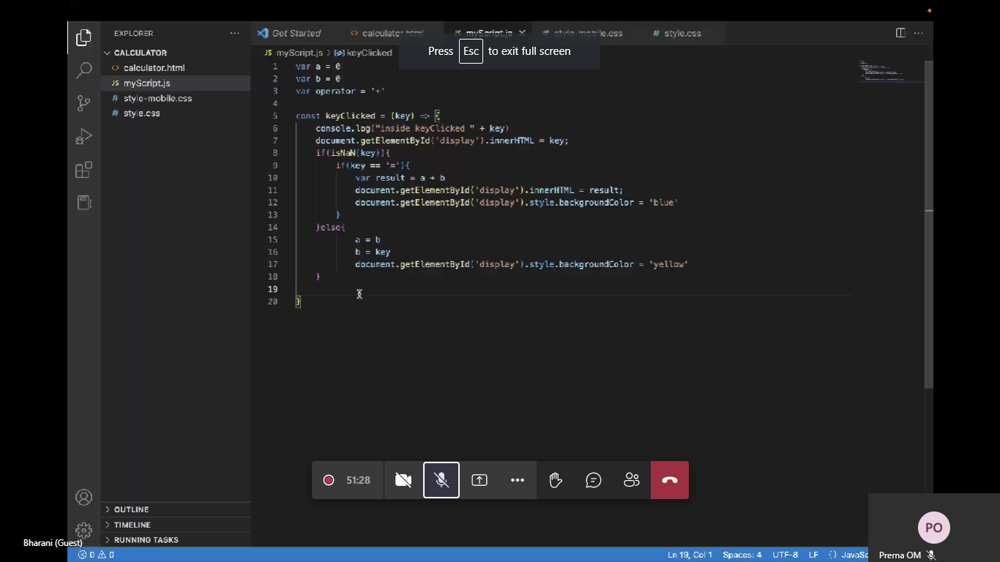 EXPLORER
CALCULATOR
calculator.html
JS myScript.js
# style-mobile.css
# style.css
OUTLINE
TIMELINE
RUNNING TASKS
Get Started
calculator.html
JS myScript.js
# style-mobile.css
# style.css
JS myScript.js > keyClicked
Press Esc to exit full screen
1 var a = 0
2 var b = 0
3 var operator = '+'
4
5 const keyClicked = (key) => {
6 console.log("inside keyClicked " + key)
7 document.getElementById('display').innerHTML = key;
8 if(isNaN(key)){
9 if(key == '='){
10 var result = a + b
11 document.getElementById('display').innerHTML = result;
12 document.getElementById('display').style.backgroundColor = 'blue'
13 }
14 }else{
15 a = b
16 b = key
17 document.getElementById('display').style.backgroundColor = 'yellow'
18 }
19
20 }
51:28
PO
Prerna OM
Bharani (Guest)
0 0
Ln 19, Col 1 Spaces: 4 UTF-8 LF {} JavaSc